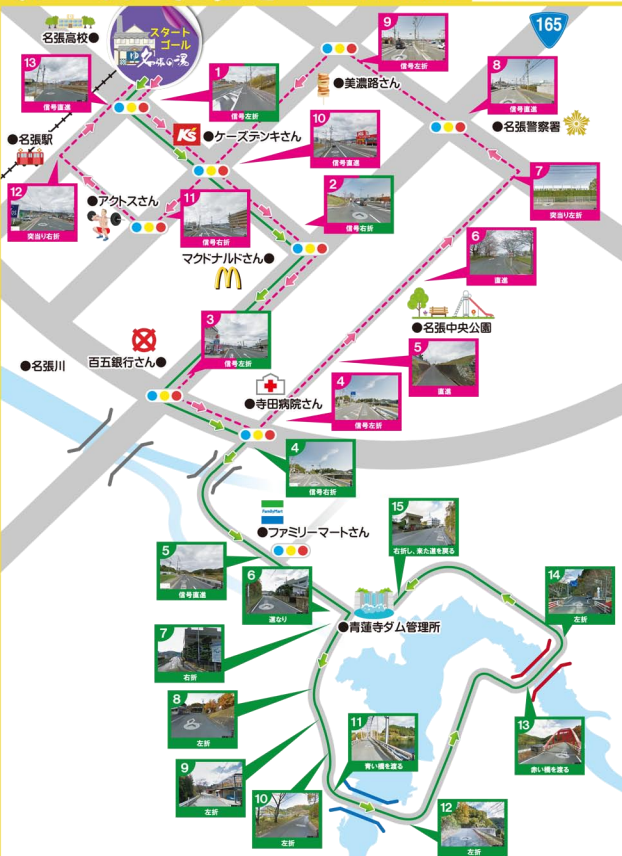 165
名張高校●
スタート
ゴール
名張の湯
13
信号直進
1
信号左折
9
信号左折
●美濃路さん
8
信号直進
●名張警察署
●名張駅
K's
●ケーズデンキさん
10
信号直進
12
突当り右折
●アクトスさん
11
信号右折
2
信号右折
7
突当り左折
マクドナルドさん●
6
直進
●名張中央公園
3
信号左折
●名張川
百五銀行さん●
●寺田病院さん
4
信号左折
5
直進
4
信号右折
FamilyMart
●ファミリーマートさん
15
右折し、来た道を戻る
5
信号直進
6
道なり
14
左折
●青蓮寺ダム管理所
7
右折
8
左折
11
青い橋を渡る
13
赤い橋を渡る
9
左折
10
左折
12
左折